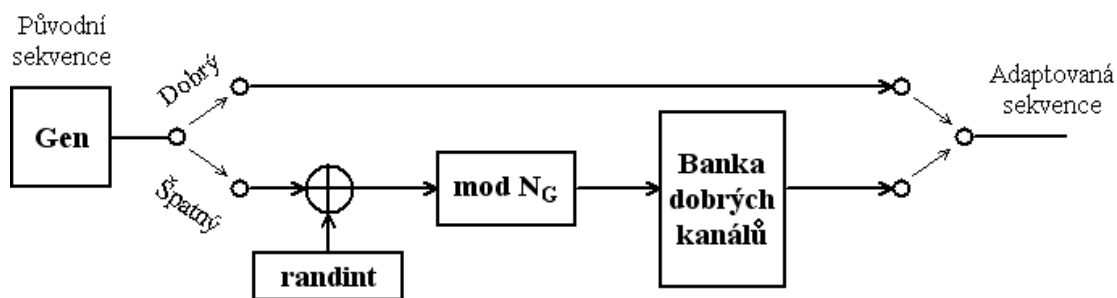 Původní
sekvence
Gen
Dobrý
Špatný
randint
mod N_G
Banka
dobrých
kanálů
Adaptovaná
sekvence